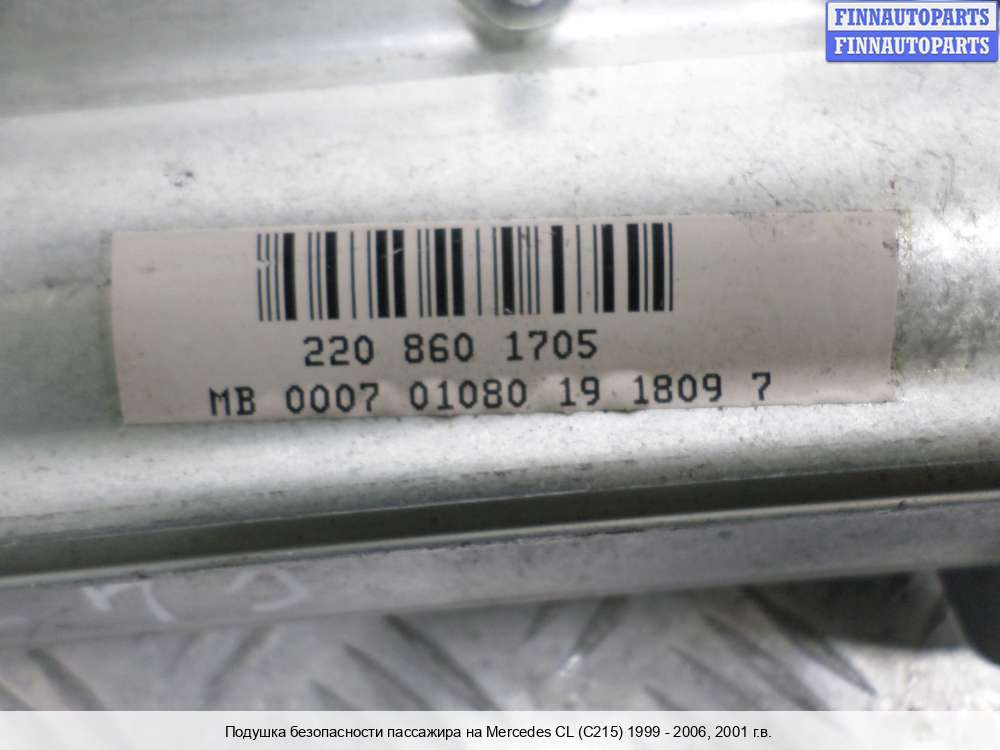 FINNAUTOPARTS
FINNAUTOPARTS
220 860 1705
MB 0007 01080 19 1809 7
Подушка безопасности пассажира на Mercedes CL (C215) 1999 - 2006, 2001 г.в.